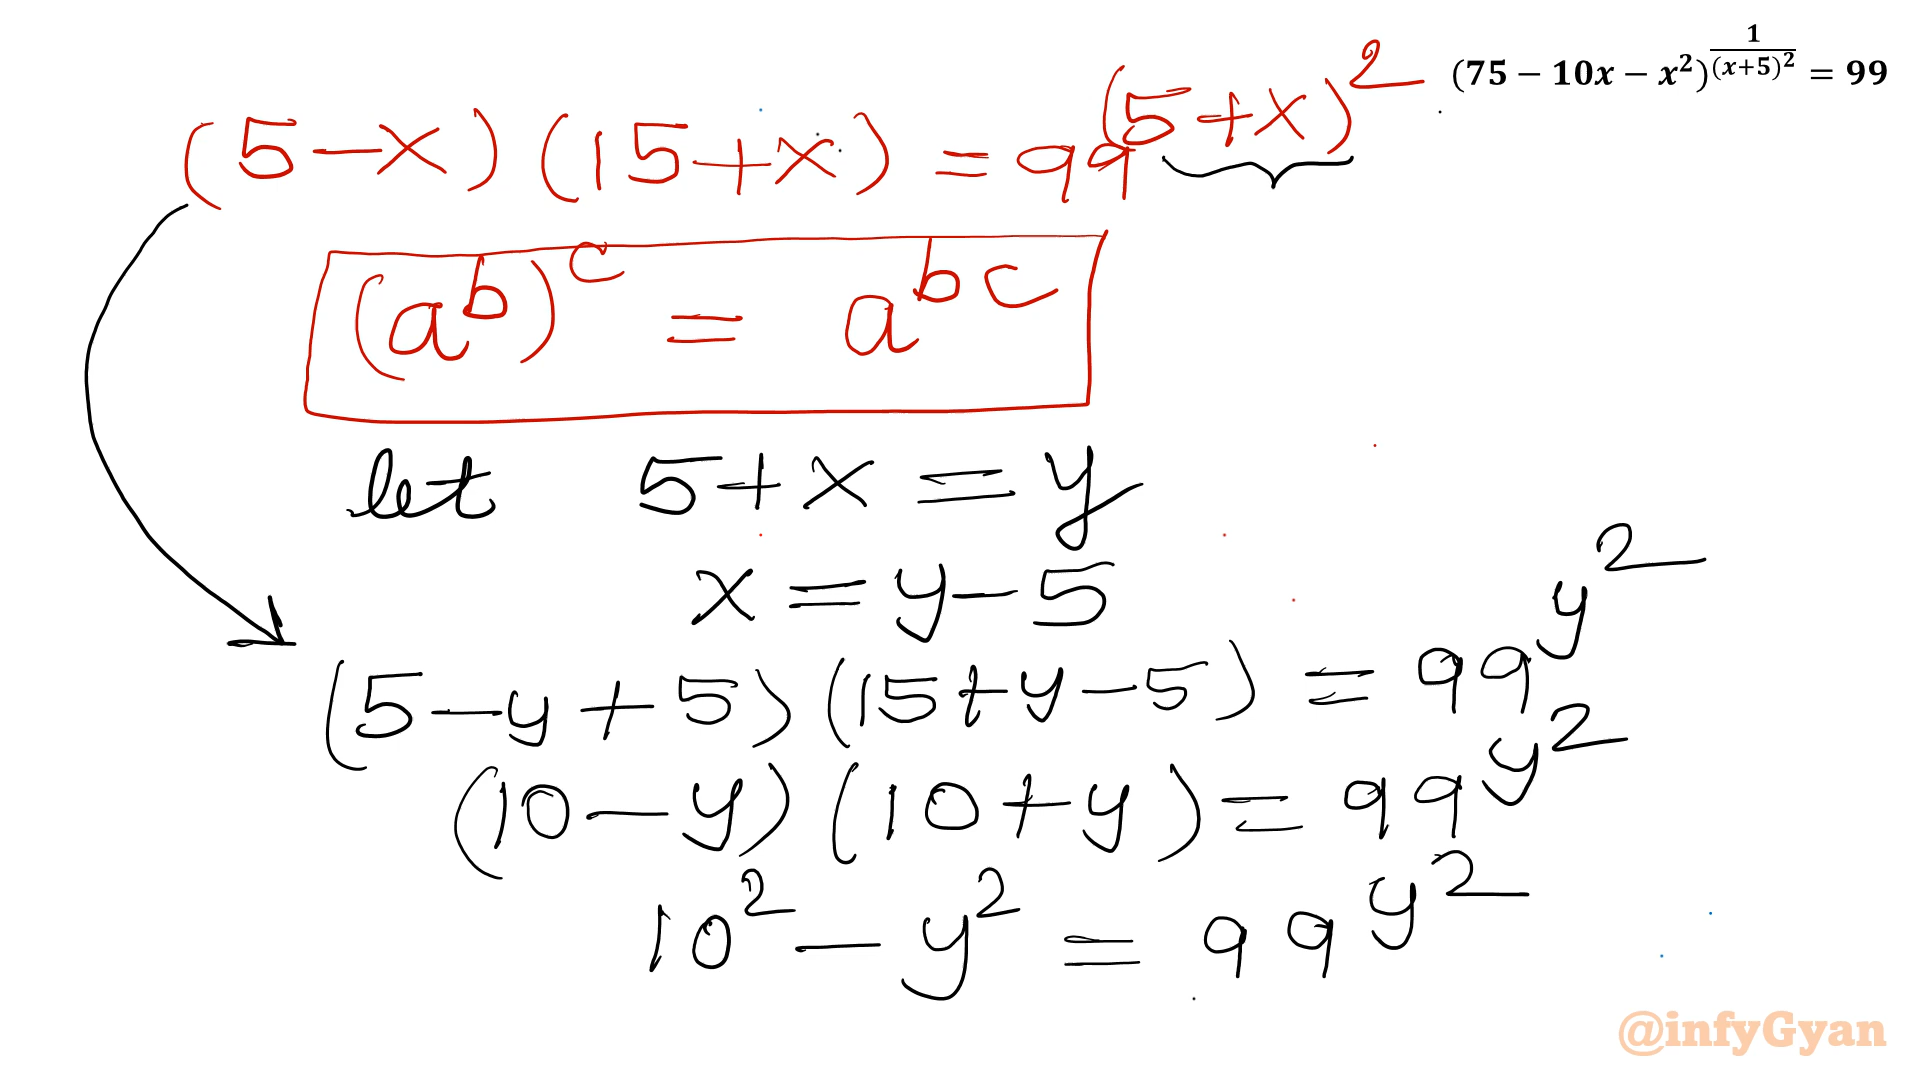 (75 − 10x − x²)^(1/(x+5)²) = 99
(5 − x) (15 + x) = 99^(5 + x)²
(a^b)^c = a^bc
let 5 + x = y
x = y − 5
(5 − y + 5) (15 + y − 5) = 99^y²
(10 − y) (10 + y) = 99^y²
10² − y² = 99^y²
@infyGyan